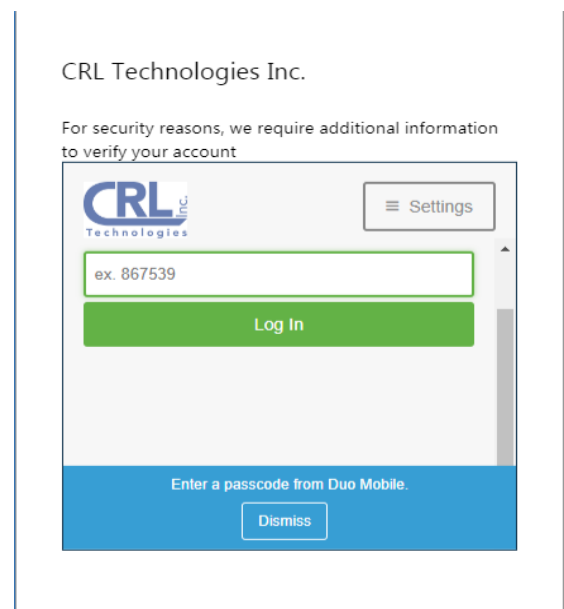 CRL Technologies Inc.
For security reasons, we require additional information
to verify your account
CRL Inc.
Technologies
≡ Settings
ex. 867539
Log In
Enter a passcode from Duo Mobile.
Dismiss